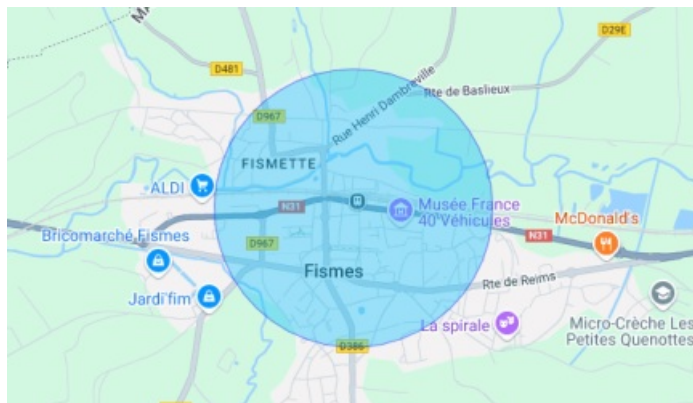 D29E
D481
Rte de Baslieux
Rue Henri Dambreville
D967
FISMETTE
ALDI
N31
Musée France
40 Véhicules
McDonald's
Bricomarché Fismes
D967
N31
Fismes
Rte de Reims
Jardi'fim
La spirale
Micro-Crèche Les
Petites Quenottes
D386